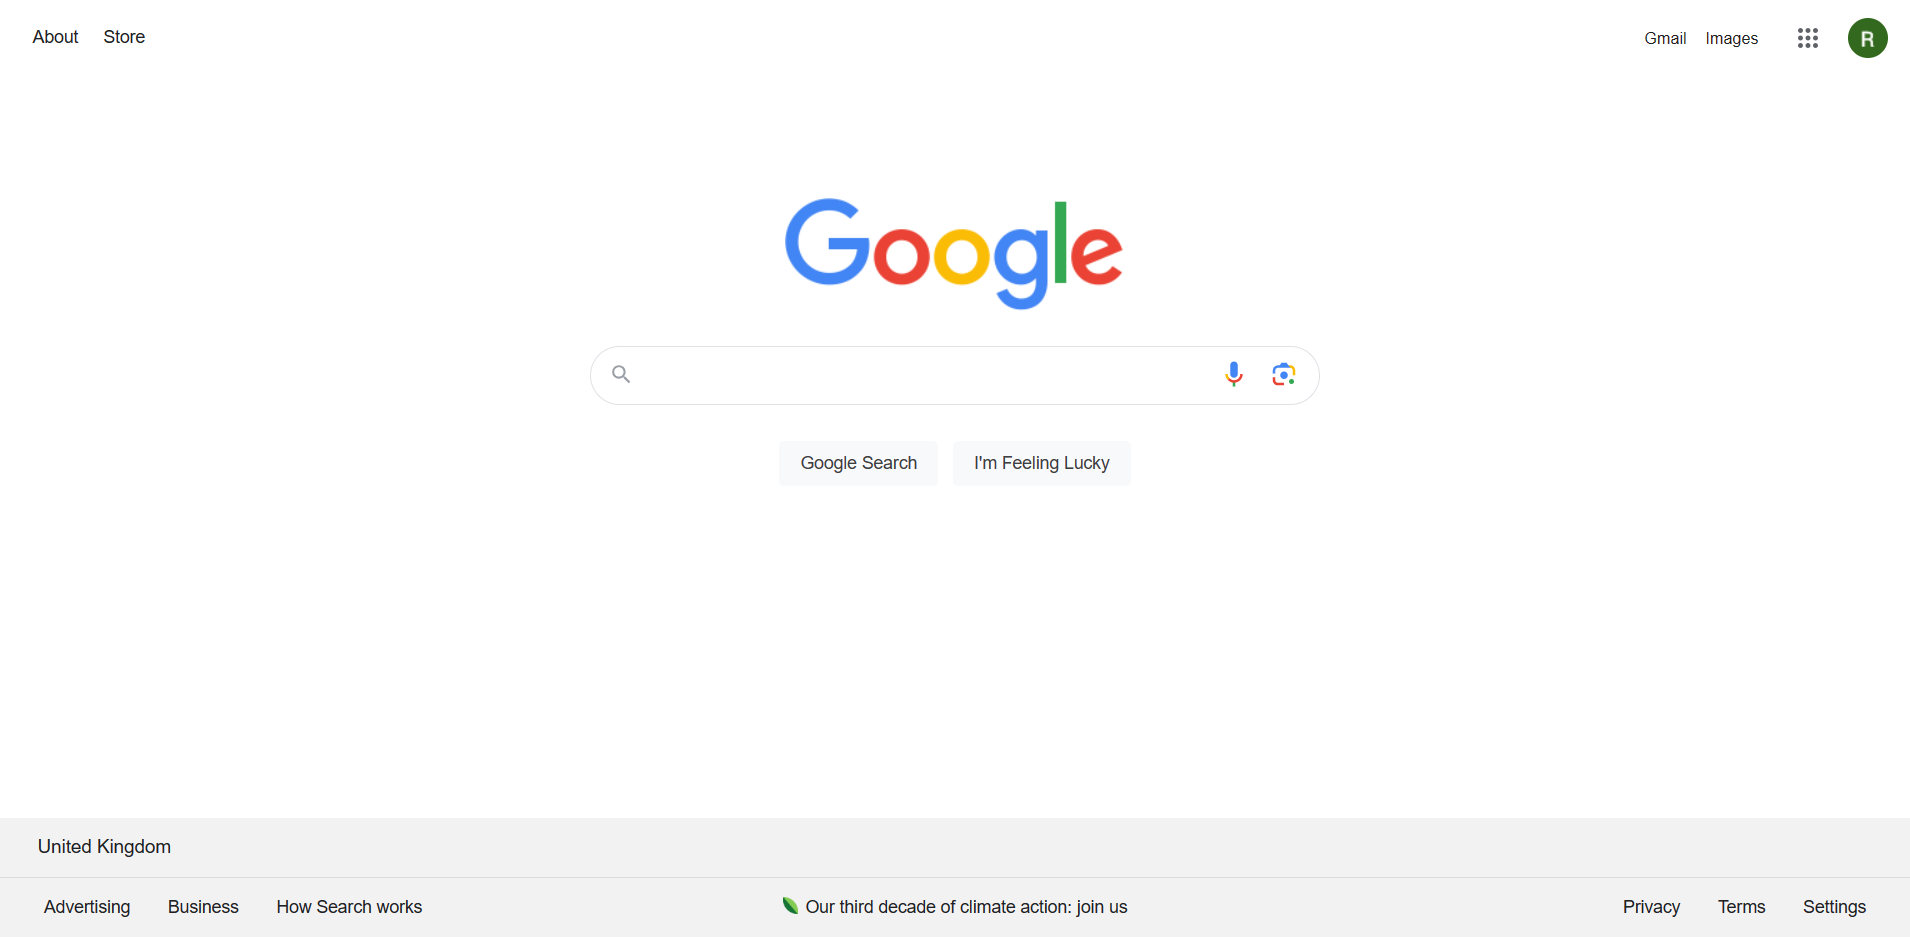 About Store Gmail Images R
Google
Google Search I'm Feeling Lucky
United Kingdom
Advertising Business How Search works Our third decade of climate action: join us Privacy Terms Settings